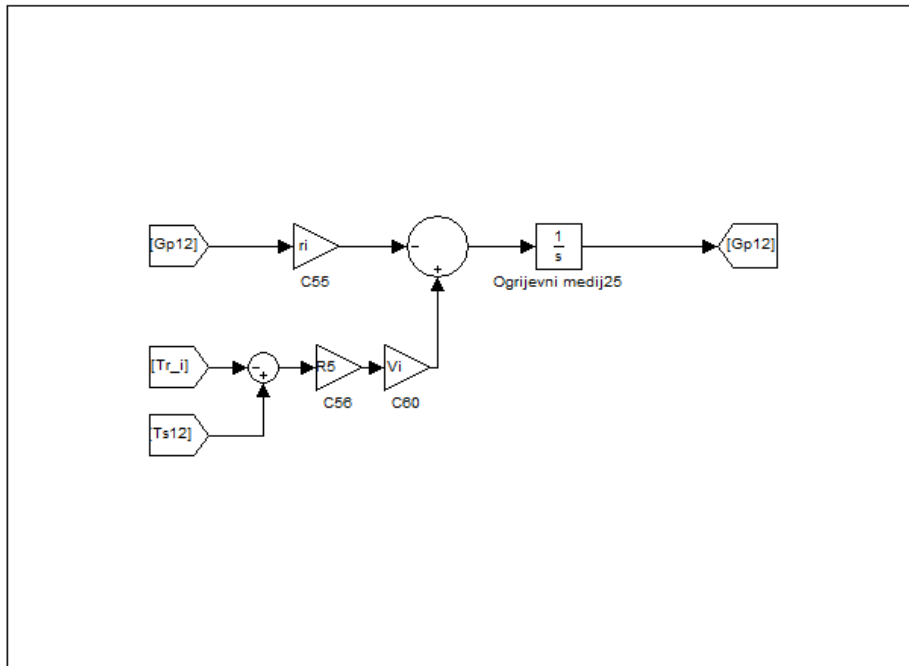 [Gp12]
ri
C55
-
+
1
s
Ogrijevni medij25
[Gp12]
[Tr_i]
-
+
R5
C56
Vi
C60
[Ts12]